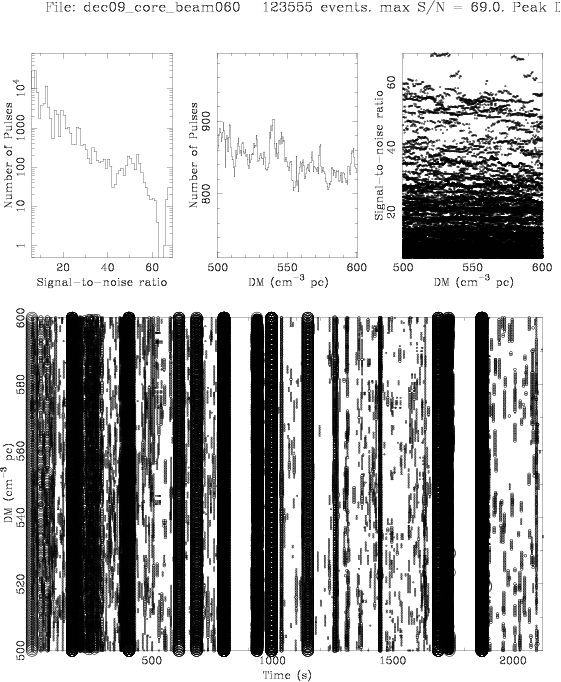 File: dec09_core_beam060 123555 events. max S/N = 69.0. Peak D
Number of Pulses
10⁴
1000
100
10
1
20 40 60
Signal-to-noise ratio
Number of Pulses
900
800
500 550 600
DM (cm⁻³ pc)
Signal-to-noise ratio
60
40
20
500 550 600
DM (cm⁻³ pc)
DM (cm⁻³ pc)
600
580
560
540
520
500
500 1000 1500 2000
Time (s)